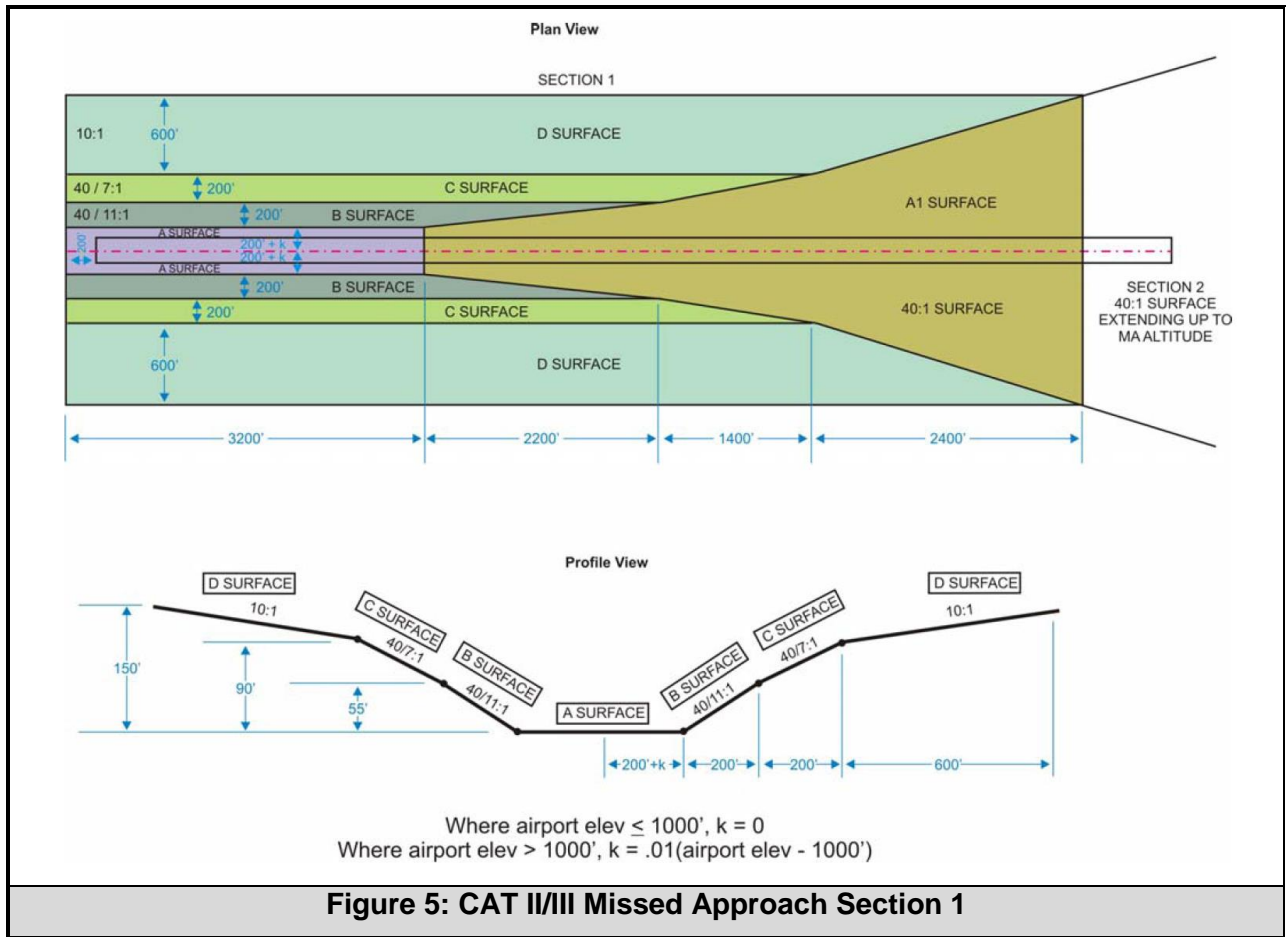 Plan View
SECTION 1
10:1
600'
D SURFACE
40 / 7:1
200'
C SURFACE
40 / 11:1
200'
B SURFACE
A1 SURFACE
A SURFACE
200' + k
200'
200' + k
A SURFACE
200'
B SURFACE
200'
C SURFACE
40:1 SURFACE
SECTION 2
40:1 SURFACE
EXTENDING UP TO
MA ALTITUDE
600'
D SURFACE
3200'
2200'
1400'
2400'
Profile View
D SURFACE
10:1
C SURFACE
40/7:1
B SURFACE
40/11:1
A SURFACE
B SURFACE
40/11:1
C SURFACE
40/7:1
D SURFACE
10:1
150'
90'
55'
200'+k
200'
200'
600'
Where airport elev ≤ 1000', k = 0
Where airport elev > 1000', k = .01(airport elev - 1000')
Figure 5: CAT II/III Missed Approach Section 1